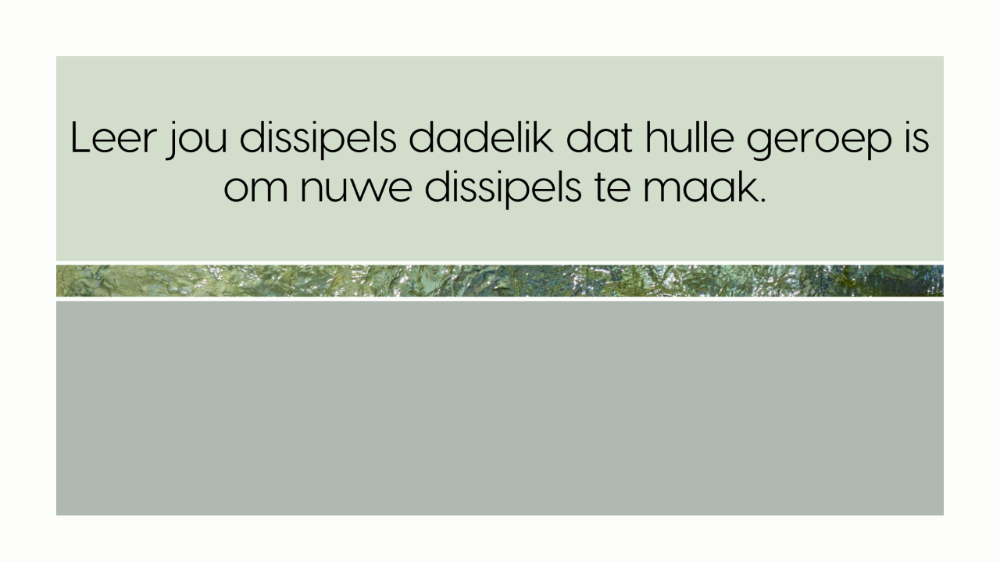 Leer jou dissipels dadelik dat hulle geroep is
om nuwe dissipels te maak.